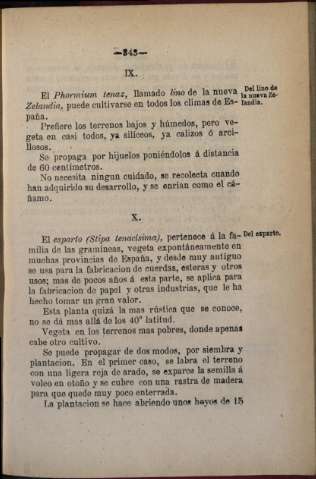 —343—
IX.
El Phormium tenax, llamado lino de la nueva
Zelandia, puede cultivarse en todos los climas de Es-
paña.
Del lino de
la nueva Ze-
landia.
Prefiere los terrenos bajos y húmedos, pero ve-
geta en cási todos, ya silíceos, ya calizos ó arci-
llosos.
Se propaga por hijuelos poniéndolos á distancia
de 60 centímetros.
No necesita ningun cuidado, se recolecta cuando
han adquirido su desarrollo, y se enrian como el cá-
ñamo.
X.
El esparto (Stipa tenacísima), pertenece á la fa-
Del esparto.
milia de las gramíneas, vegeta expontáneamente en
muchas provincias de España, y desde muy antiguo
se usa para la fabricacion de cuerdas, esteras y otros
usos; mas de pocos años á esta parte, se aplica para
la fabricacion de papel y otras industrias, que le ha
hecho tomar un gran valor.
Esta planta quizá la mas rústica que se conoce,
no se dá mas allá de los 40º latitud.
Vegeta en los terrenos mas pobres, donde apenas
cabe otro cultivo.
Se puede propagar de dos modos, por siembra y
plantacion. En el primer caso, se labra el terreno
con una ligera reja de arado, se esparce la semilla á
voleo en otoño y se cubre con una rastra de madera
para que quede muy poco enterrada.
La plantacion se hace abriendo unos hoyos de 15